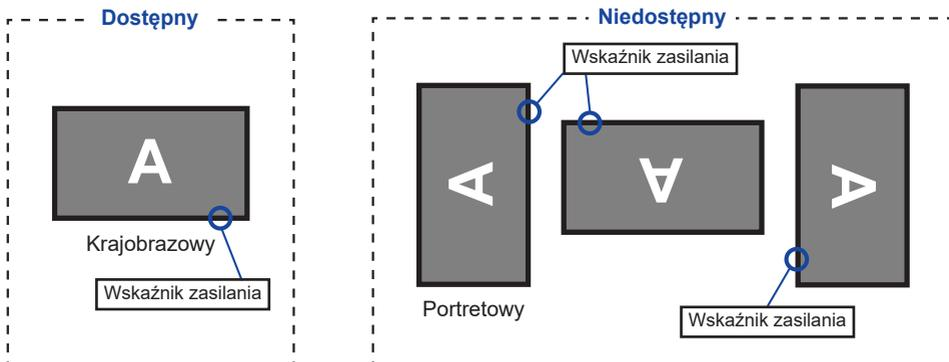 Dostępny
A
Krajobrazowy
Wskaźnik zasilania
Niedostępny
Wskaźnik zasilania
A
A
A
Portretowy
Wskaźnik zasilania